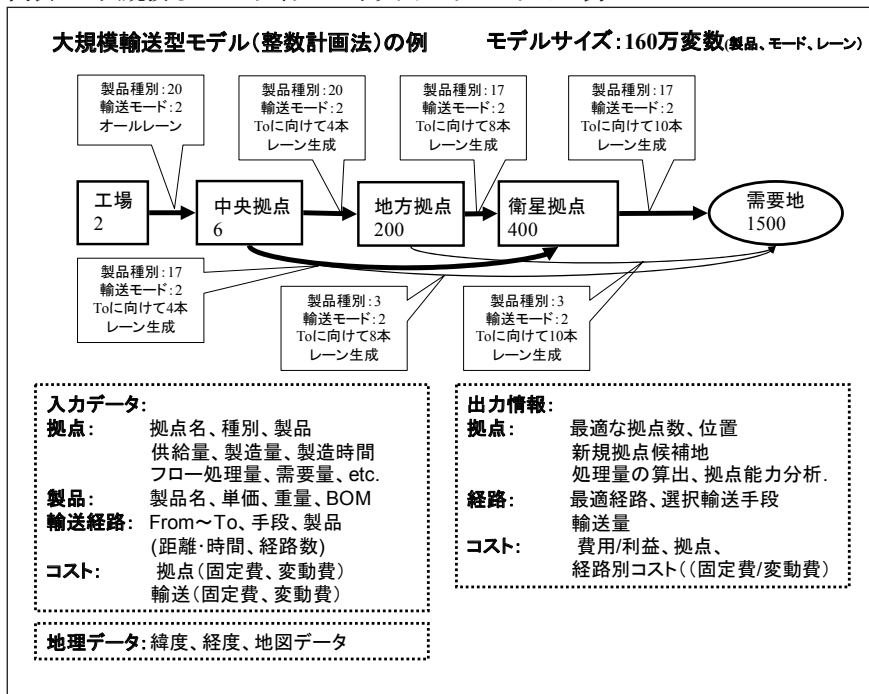 大規模輸送型モデル(整数計画法)の例 モデルサイズ:160万変数(製品、モード、レーン)
製品種別:20
輸送モード:2
オールレーン
製品種別:20
輸送モード:2
Toに向けて4本
レーン生成
製品種別:17
輸送モード:2
Toに向けて8本
レーン生成
製品種別:17
輸送モード:2
Toに向けて10本
レーン生成
工場
2
中央拠点
6
地方拠点
200
衛星拠点
400
需要地
1500
製品種別:17
輸送モード:2
Toに向けて4本
レーン生成
製品種別:3
輸送モード:2
Toに向けて8本
レーン生成
製品種別:3
輸送モード:2
Toに向けて10本
レーン生成
入力データ:
拠点: 拠点名、種別、製品
供給量、製造量、製造時間
フロー処理量、需要量、etc.
製品: 製品名、単価、重量、BOM
輸送経路: From～To、手段、製品
(距離・時間、経路数)
コスト: 拠点(固定費、変動費)
輸送(固定費、変動費)
地理データ:緯度、経度、地図データ
出力情報:
拠点: 最適な拠点数、位置
新規拠点候補地
処理量の算出、拠点能力分析.
経路: 最適経路、選択輸送手段
輸送量
コスト: 費用/利益、拠点、
経路別コスト((固定費/変動費)